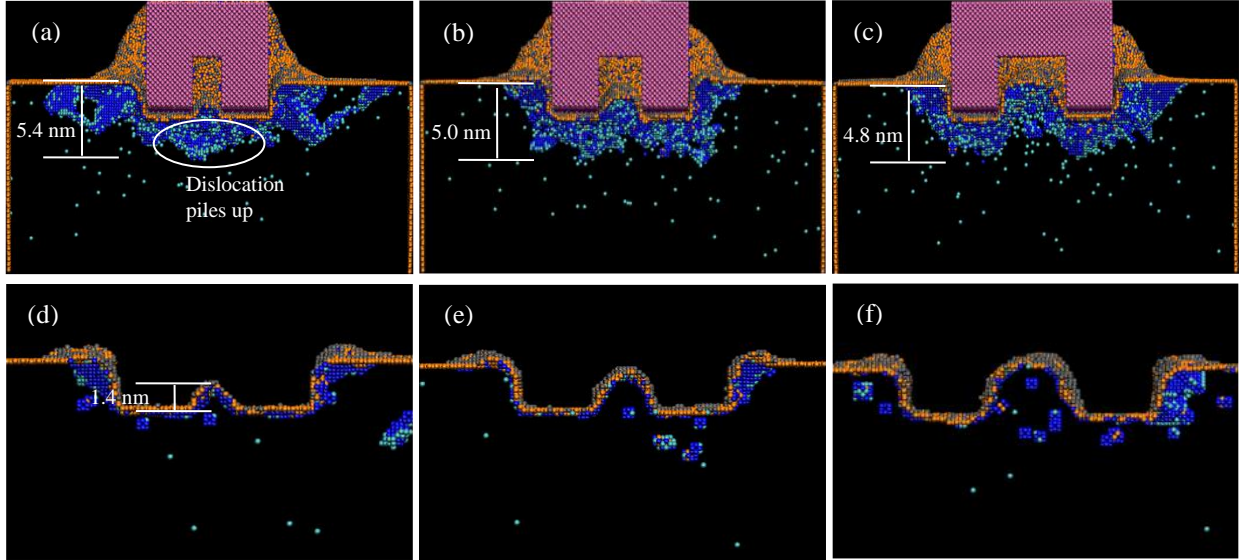 (a)
5.4 nm
Dislocation
piles up
(b)
5.0 nm
(c)
4.8 nm
(d)
1.4 nm
(e)
(f)